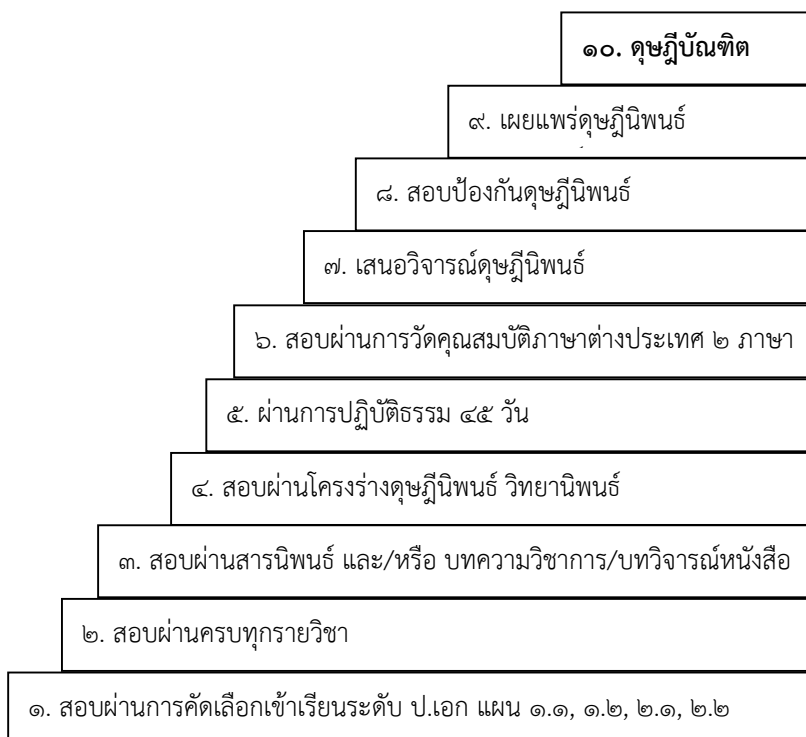 ๑๐. ดุษฎีบัณฑิต
๙. เผยแพร่ดุษฎีนิพนธ์
๘. สอบป้องกันดุษฎีนิพนธ์
๗. เสนอวิจารณ์ดุษฎีนิพนธ์
๖. สอบผ่านการวัดคุณสมบัติภาษาต่างประเทศ ๒ ภาษา
๕. ผ่านการปฏิบัติธรรม ๔๕ วัน
๔. สอบผ่านโครงร่างดุษฎีนิพนธ์ วิทยานิพนธ์
๓. สอบผ่านสารนิพนธ์ และ/หรือ บทความวิชาการ/บทวิจารณ์หนังสือ
๒. สอบผ่านครบทุกรายวิชา
๑. สอบผ่านการคัดเลือกเข้าเรียนระดับ ป.เอก แผน ๑.๑, ๑.๒, ๒.๑, ๒.๒